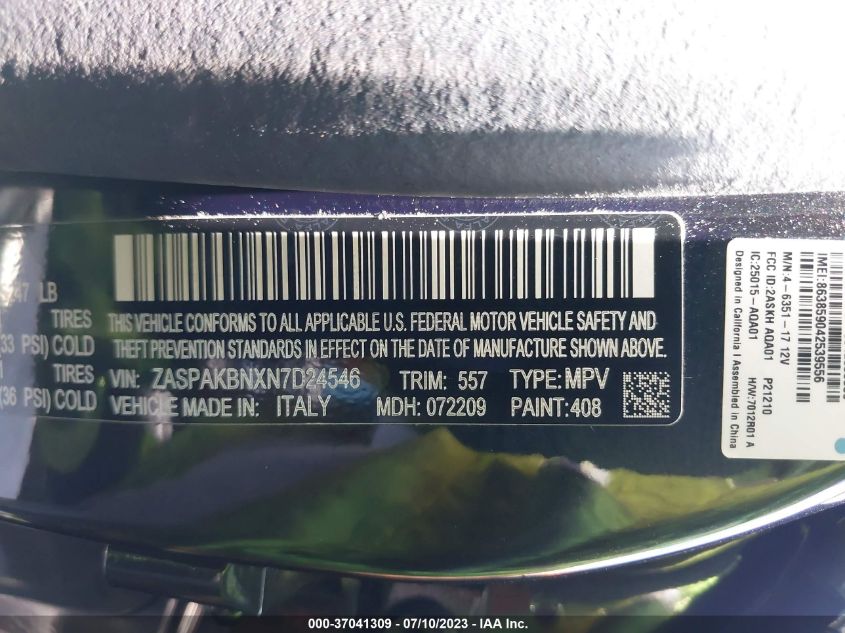 47 LB
TIRES
(33 PSI) COLD
TIRES
(36 PSI) COLD
THIS VEHICLE CONFORMS TO ALL APPLICABLE U.S. FEDERAL MOTOR VEHICLE SAFETY AND
THEFT PREVENTION STANDARDS IN EFFECT ON THE DATE OF MANUFACTURE SHOWN ABOVE.
VIN: ZASPAKBNXN7D24546 TRIM: 557 TYPE: MPV
VEHICLE MADE IN: ITALY MDH: 072209 PAINT: 408
IMEI:863859042539556
M/N:4-6351-17 12V
FCC ID:2ASKH AQA01 P21210
IC:25015-AQA01 H/W:7012R01 A
Designed in California I Assembled in China
000-37041309 / 07/10/2023 - IAA Inc.